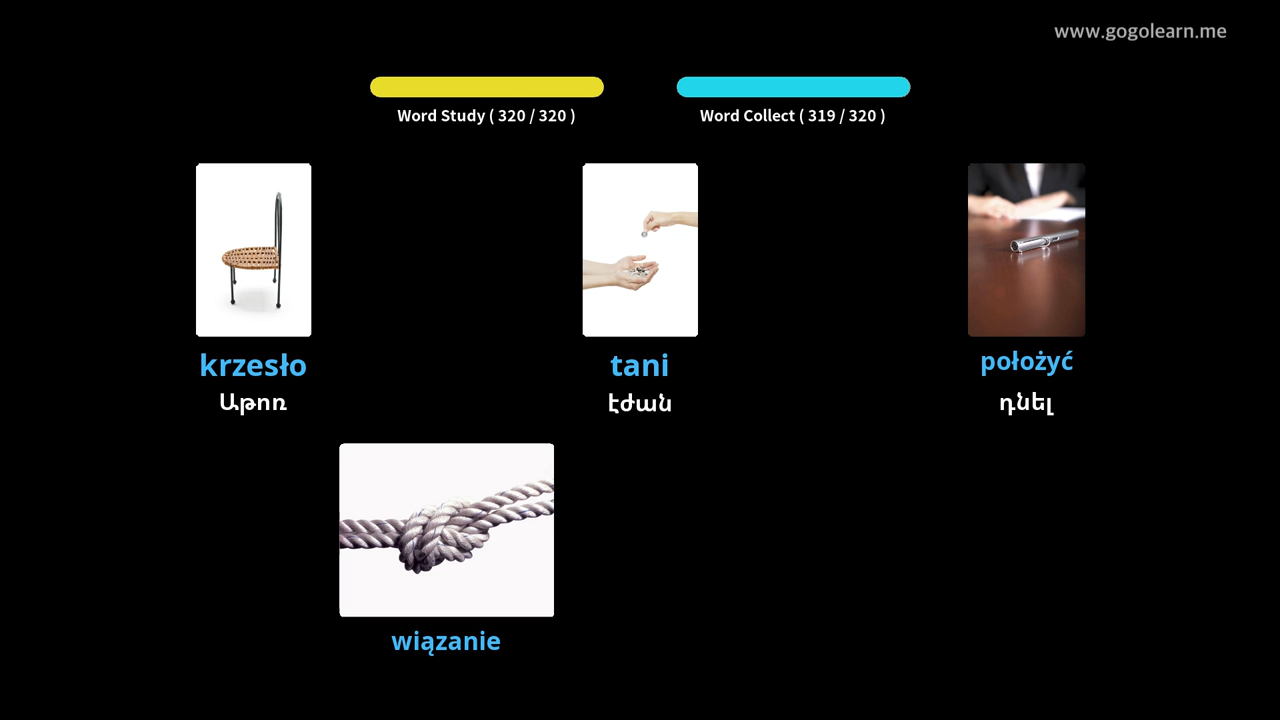 www.gogolearn.me
Word Study ( 320 / 320 )
Word Collect ( 319 / 320 )
krzesło
Աթոռ
tani
էժան
położyć
դնել
wiązanie